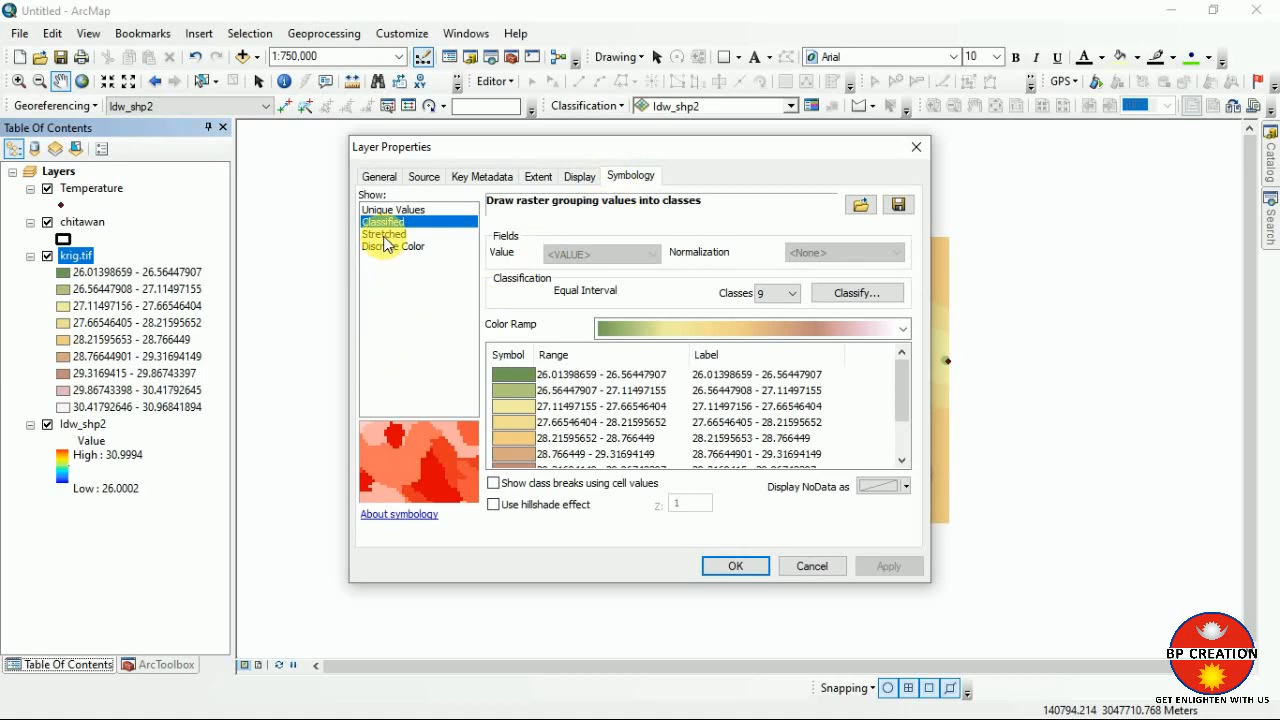 Untitled - ArcMap
File Edit View Bookmarks Insert Selection Geoprocessing Customize Windows Help
1:750,000 Drawing Arial 10 B I U A
Editor GPS
Georeferencing ldw_shp2 Classification ldw_shp2
Table Of Contents
Layers
Temperature
chitawan
krig.tif
26.01398659 - 26.56447907
26.56447908 - 27.11497155
27.11497156 - 27.66546404
27.66546405 - 28.21595652
28.21595653 - 28.766449
28.76644901 - 29.31694149
29.3169415 - 29.86743397
29.86743398 - 30.41792645
30.41792646 - 30.96841894
ldw_shp2
Value
High : 30.9994
Low : 26.0002
Table Of Contents ArcToolbox
Layer Properties
General Source Key Metadata Extent Display Symbology
Show:
Unique Values
Classified
Stretched
Discrete Color
About symbology
Draw raster grouping values into classes
Fields
Value <VALUE> Normalization <None>
Classification
Equal Interval Classes 9 Classify...
Color Ramp
Symbol Range Label
26.01398659 - 26.56447907 26.01398659 - 26.56447907
26.56447907 - 27.11497155 26.56447908 - 27.11497155
27.11497155 - 27.66546404 27.11497156 - 27.66546404
27.66546404 - 28.21595652 27.66546405 - 28.21595652
28.21595652 - 28.766449 28.21595653 - 28.766449
28.766449 - 29.31694149 28.76644901 - 29.31694149
Show class breaks using cell values Display NoData as
Use hillshade effect Z: 1
OK Cancel Apply
Catalog
Search
BP CREATION
GET ENLIGHTEN WITH US
Snapping
140794.214 3047710.768 Meters